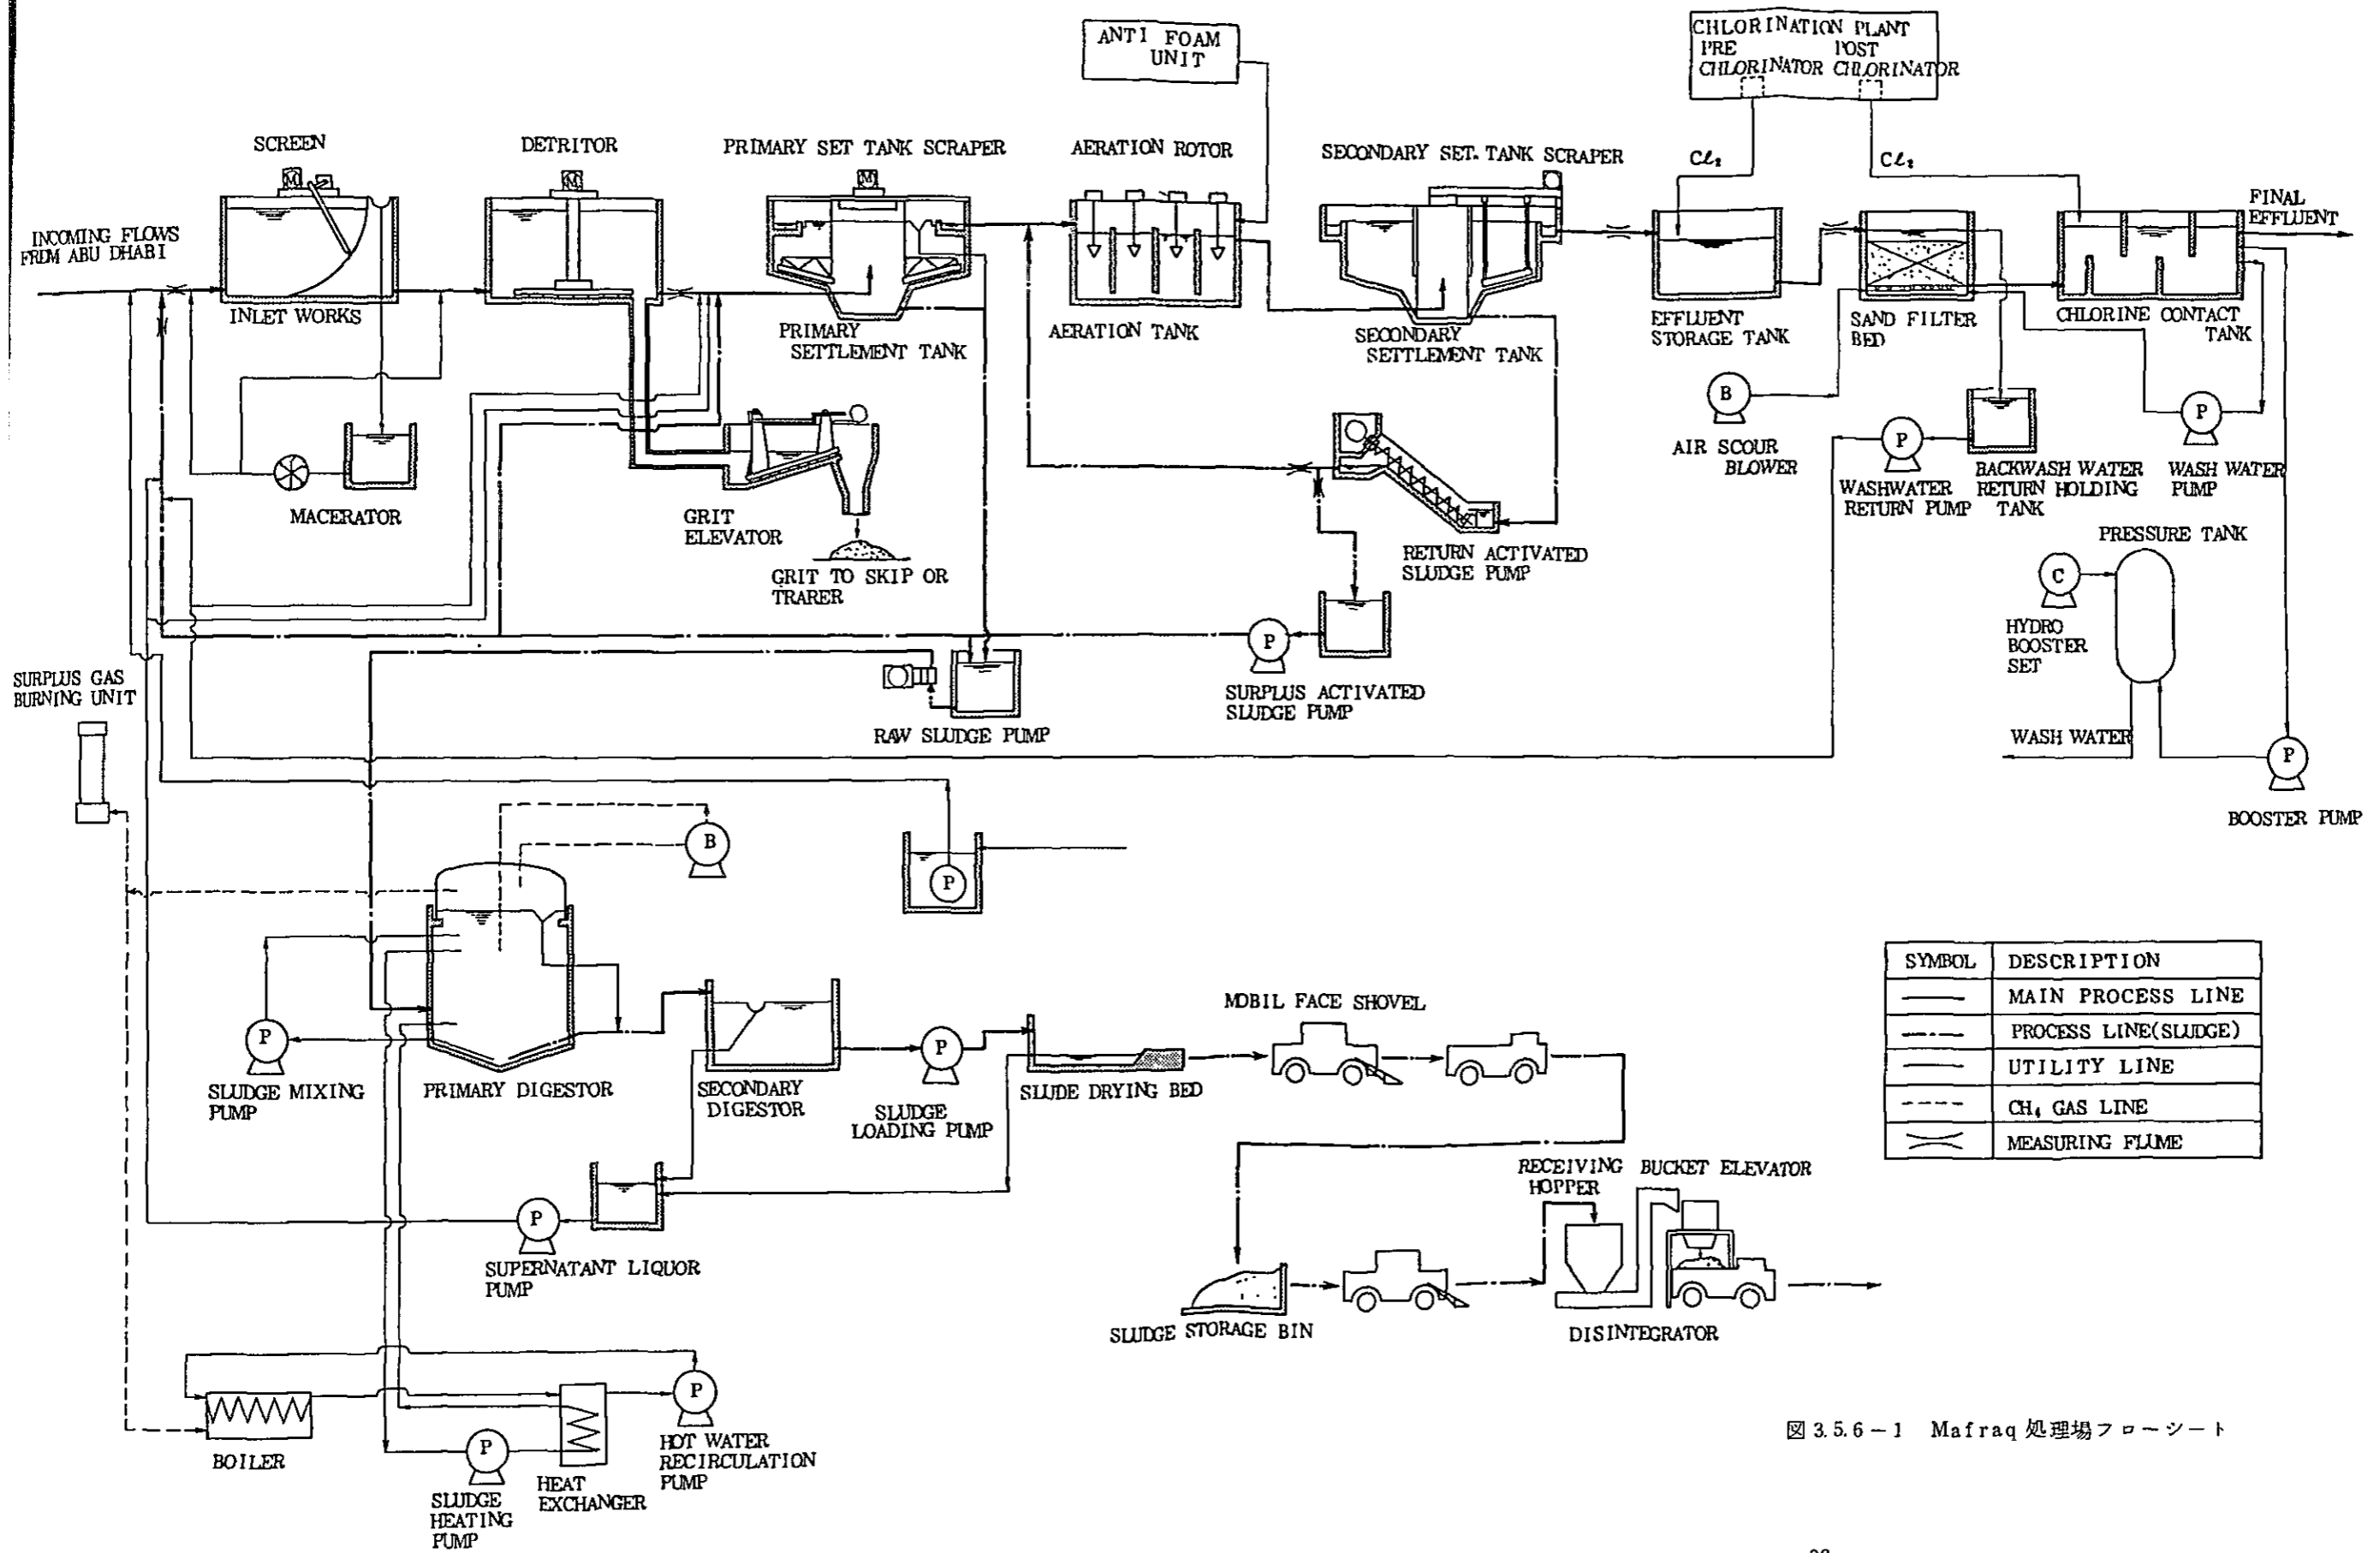 ANTI FOAM
UNIT
CHLORINATION PLANT
PRE POST
CHLORINATOR CHLORINATOR
SCREEN
DETRITOR
PRIMARY SET TANK SCRAPER
AERATION ROTOR
SECONDARY SET. TANK SCRAPER
Cl₂
Cl₂
M
M
M
FINAL
EFFLUENT
INCOMING FLOWS
FROM ABU DHABI
INLET WORKS
PRIMARY
SETTLEMENT TANK
AERATION TANK
SECONDARY
SETTLEMENT TANK
EFFLUENT
STORAGE TANK
SAND FILTER
BED
CHLORINE CONTACT
TANK
B
AIR SCOUR
BLOWER
P
WASHWATER
RETURN PUMP
BACKWASH WATER
RETURN HOLDING
TANK
P
WASH WATER
PUMP
MACERATOR
GRIT
ELEVATOR
GRIT TO SKIP OR
TRARER
RETURN ACTIVATED
SLUDGE PUMP
PRESSURE TANK
C
HYDRO
BOOSTER
SET
WASH WATER
P
BOOSTER PUMP
P
SURPLUS ACTIVATED
SLUDGE PUMP
RAW SLUDGE PUMP
SURPLUS GAS
BURNING UNIT
B
P
P
SLUDGE MIXING
PUMP
PRIMARY DIGESTOR
SECONDARY
DIGESTOR
P
SLUDGE
LOADING PUMP
SLUDE DRYING BED
MOBIL FACE SHOVEL
SYMBOL DESCRIPTION
MAIN PROCESS LINE
PROCESS LINE(SLUDGE)
UTILITY LINE
CH₄ GAS LINE
MEASURING FLUME
P
SUPERNATANT LIQUOR
PUMP
RECEIVING
HOPPER
BUCKET ELEVATOR
SLUDGE STORAGE BIN
DISINTEGRATOR
BOILER
P
SLUDGE
HEATING
PUMP
HEAT
EXCHANGER
P
HOT WATER
RECIRCULATION
PUMP
図 3.5.6－1 Mafraq 処理場フローシート